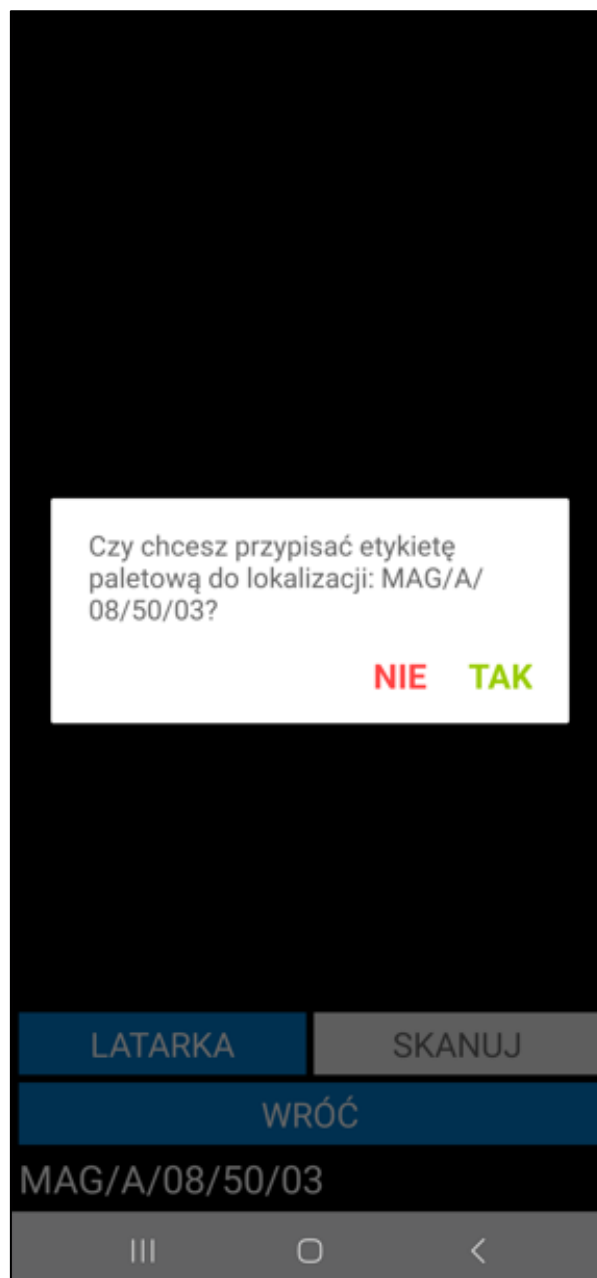 Czy chcesz przypisać etykietę
paletową do lokalizacji: MAG/A/
08/50/03?
NIE TAK
LATARKA SKANUJ
WRÓĆ
MAG/A/08/50/03